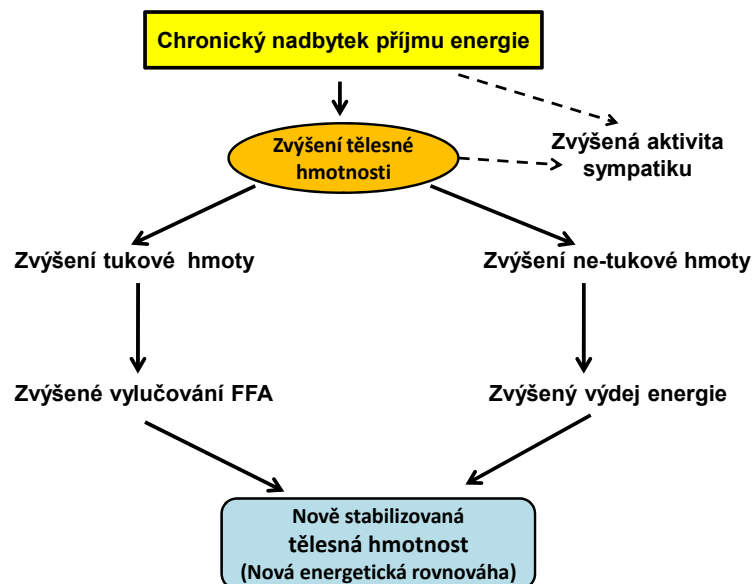 Chronický nadbytek příjmu energie
Zvýšení tělesné
hmotnosti
Zvýšená aktivita
sympatiku
Zvýšení tukové hmoty
Zvýšení ne-tukové hmoty
Zvýšené vylučování FFA
Zvýšený výdej energie
Nově stabilizovaná
tělesná hmotnost
(Nová energetická rovnováha)